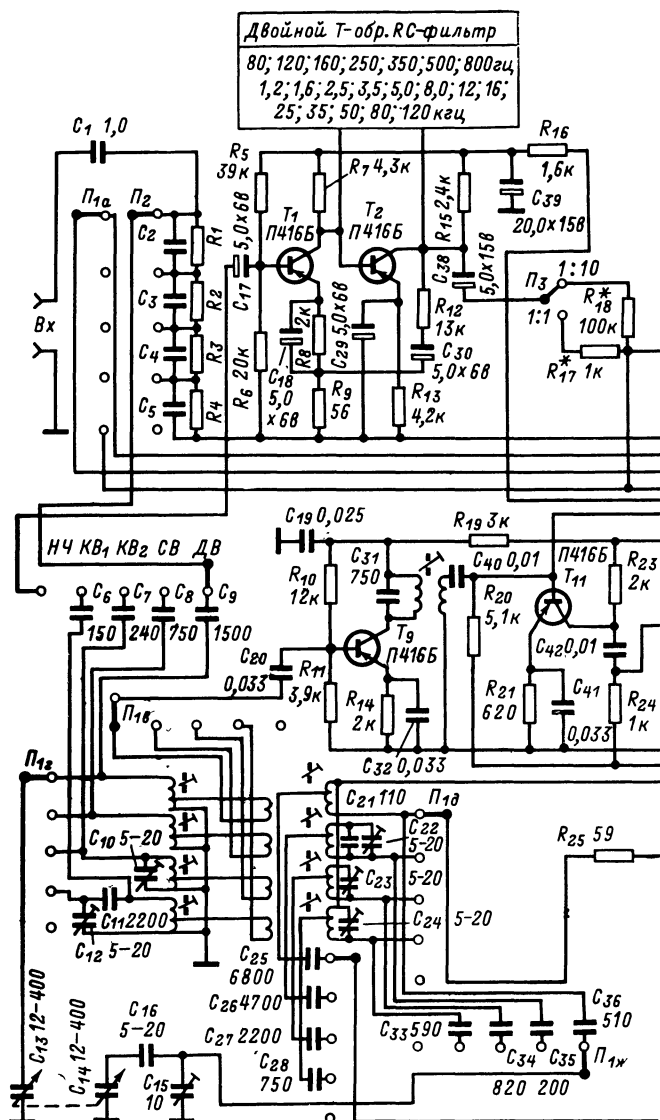 Двойной Т-обр. RC-фильтр
80; 120; 160; 250; 350; 500; 800гц
1,2; 1,6; 2,5; 3,5; 5,0; 8,0; 12; 16;
25; 35; 50; 80; 120 кгц
C1 1,0
R5
39к
R7 4,3к
R16
1,6к
C39
20,0×15в
П1а
П2
C2
R1
C3
R2
C4
R3
C5
R4
Вх
5,0×6в
C17
T1
П416Б
T2
П416Б
R15 2,4к
C38
5,0×15в
П3
1:10
1:1
R*18
100к
R*17 1к
R6 20к
C18
5,0
×6в
2к
R8
C29 5,0×6в
R9
56
R12
13к
C30
5,0×6в
R13
4,2к
НЧ КВ1 КВ2 СВ ДВ
C6
150
C7
240
C8
750
C9
1500
C19 0,025
R10
12к
C31
750
R19 3к
C40 0,01
П416Б
T11
R23
2к
R20
5,1к
C20
0,033
R11
3,9к
T9
П416Б
R14
2к
C32 0,033
C42 0,01
R21
620
C41
0,033
R24
1к
П1в
П1г
C10 5-20
C11 2200
C12 5-20
C21 110
П1д
C22
5-20
C23 5-20
C24 5-20
R25 59
C25
6800
C26 4700
C27 2200
C28
750
C33 590
C34
820
C35
200
C36
510
П1ж
C13 12-400
C14 12-400
C16
5-20
C15
10